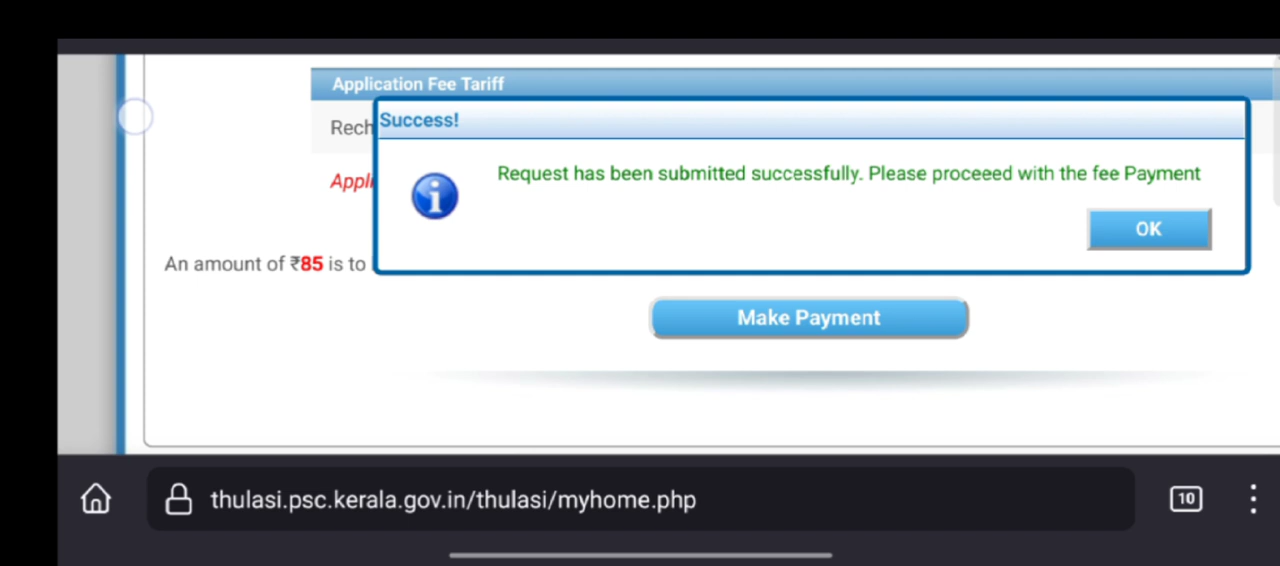 Application Fee Tariff
Rech
Success!
Request has been submitted successfully. Please proceeed with the fee Payment
Appli
OK
An amount of ₹85 is to
Make Payment
thulasi.psc.kerala.gov.in/thulasi/myhome.php
10